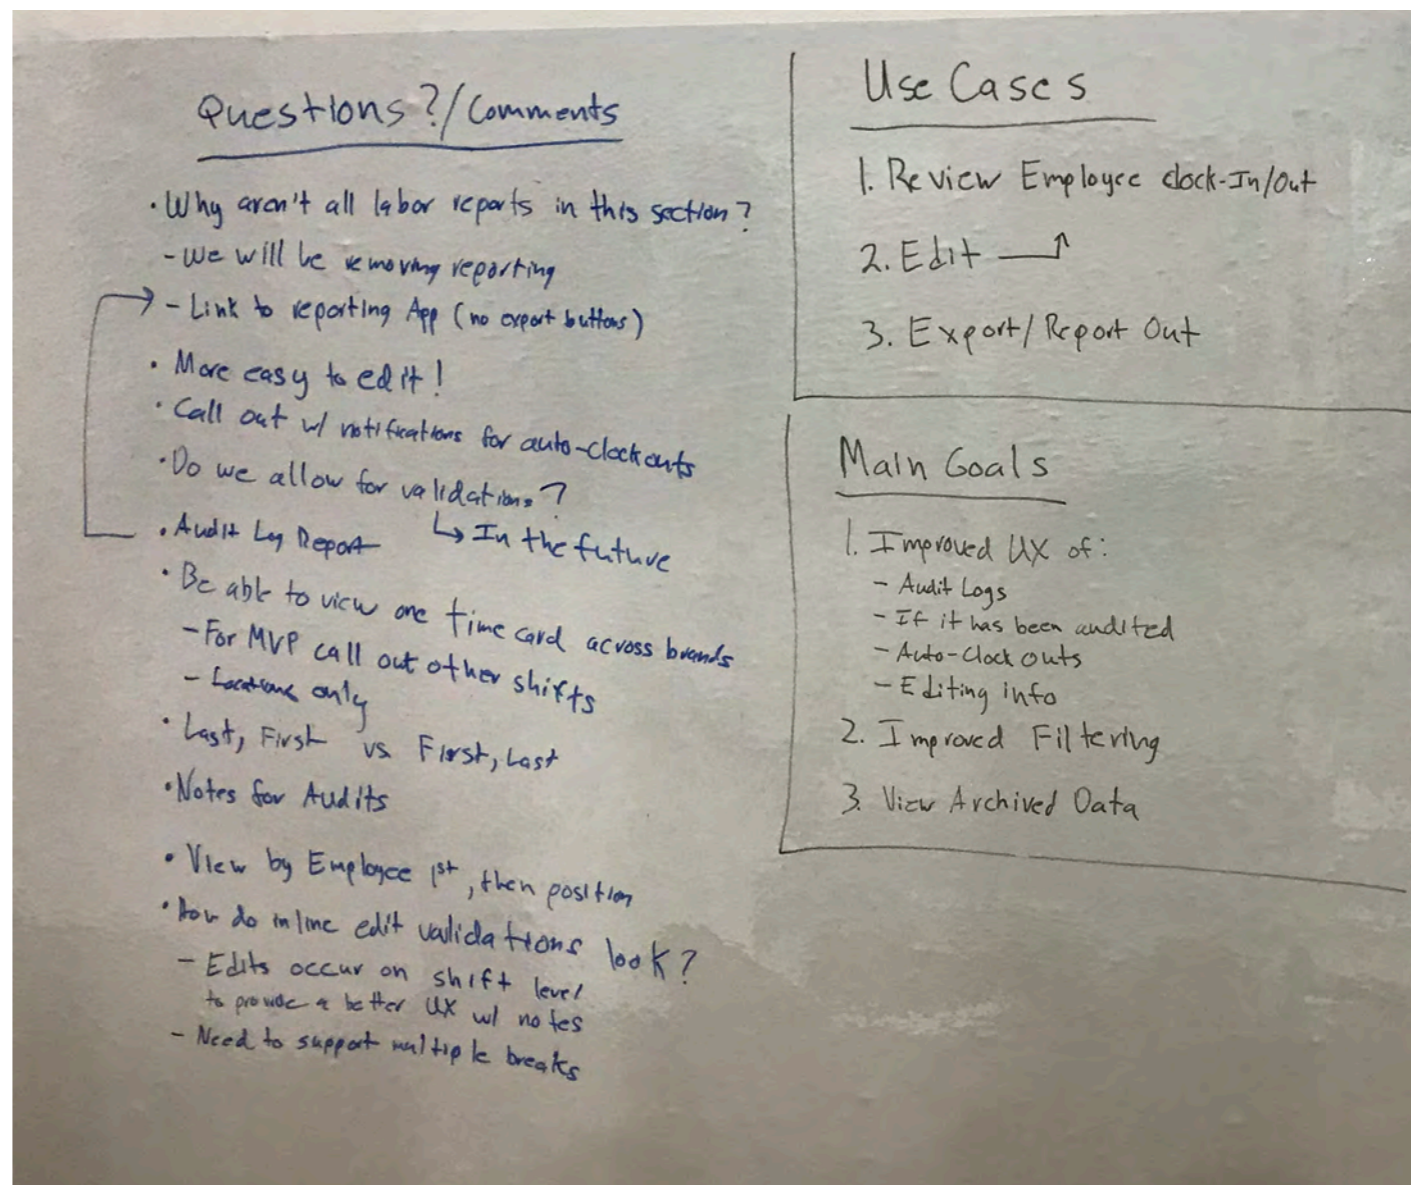 Questions?/Comments
• Why aren't all labor reports in this section?
- We will be removing reporting
→ - Link to reporting App (no export buttons)
• More easy to edit!
• Call out w/ notifications for auto-clockouts
• Do we allow for validations?
↳ In the future
• Audit Log Report
• Be able to view one time card across brands
- For MVP call out other shifts
- Locations only
• Last, First vs First, Last
• Notes for Audits
• View by Employee 1st, then position
• How do inline edit validations look?
- Edits occur on shift level
to provide a better UX w/ notes
- Need to support multiple breaks
Use Cases
1. Review Employee clock-In/Out
2. Edit
3. Export/Report Out
Main Goals
1. Improved UX of:
- Audit Logs
- If it has been audited
- Auto-Clock outs
- Editing info
2. Improved Filtering
3. View Archived Data